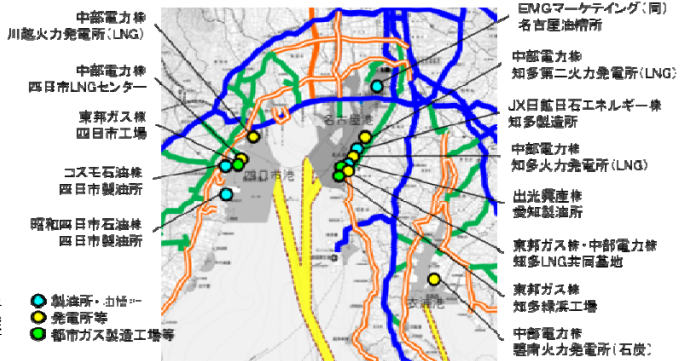 中部電力㈱
川越火力発電所(LNG)
中部電力㈱
四日市LNGセンター
東邦ガス㈱
四日市工場
コスモ石油㈱
四日市製油所
昭和四日市石油㈱
四日市製油所
製油所・油槽
発電所等
都市ガス製造工場等
名古屋港
四日市港
衣浦港
EMGマーケティング(同)
名古屋油槽所
中部電力㈱
知多第二火力発電所(LNG)
JX日鉱日石エネルギー㈱
知多製造所
中部電力㈱
知多火力発電所(LNG)
出光興産㈱
愛知製油所
東邦ガス㈱・中部電力㈱
知多LNG共同基地
東邦ガス㈱
知多緑浜工場
中部電力㈱
碧南火力発電所(石炭)